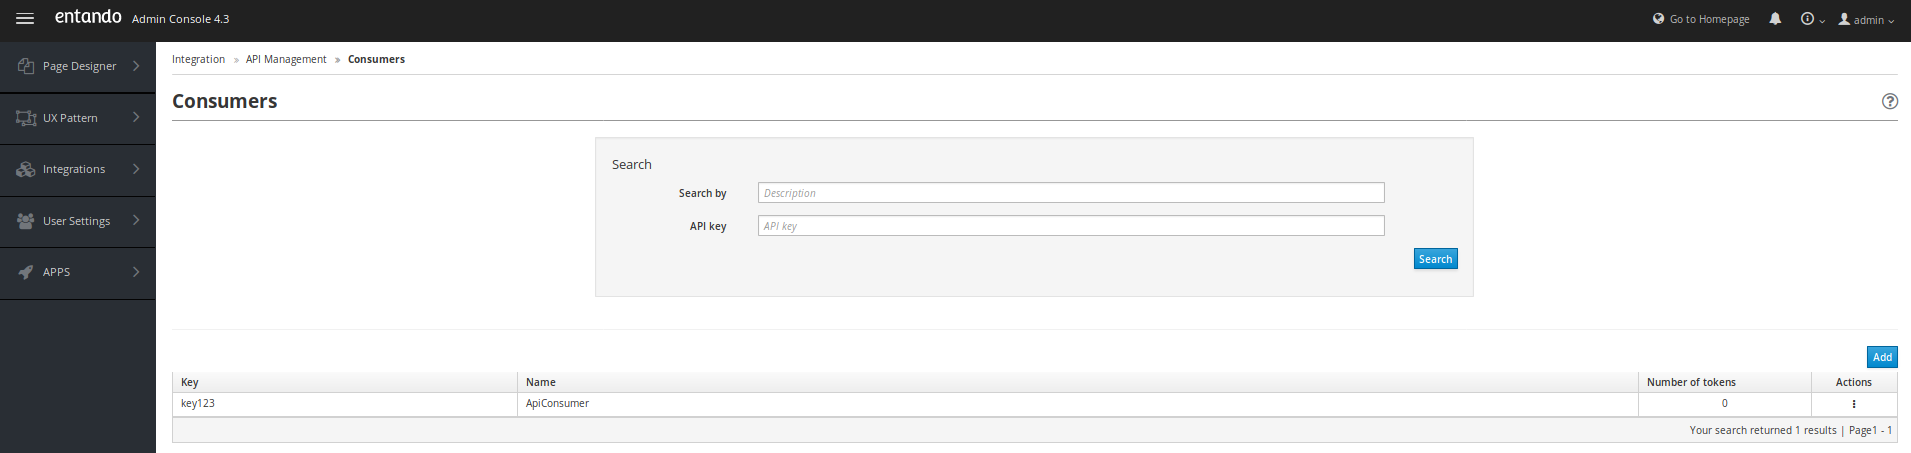 entando Admin Console 4.3 Go to Homepage admin
Page Designer
UX Pattern
Integrations
User Settings
APPS
Integration » API Management » Consumers
Consumers
Search
Search by Description
API key API key
Search
Add
Key Name Number of tokens Actions
key123 ApiConsumer 0
Your search returned 1 results | Page1 - 1